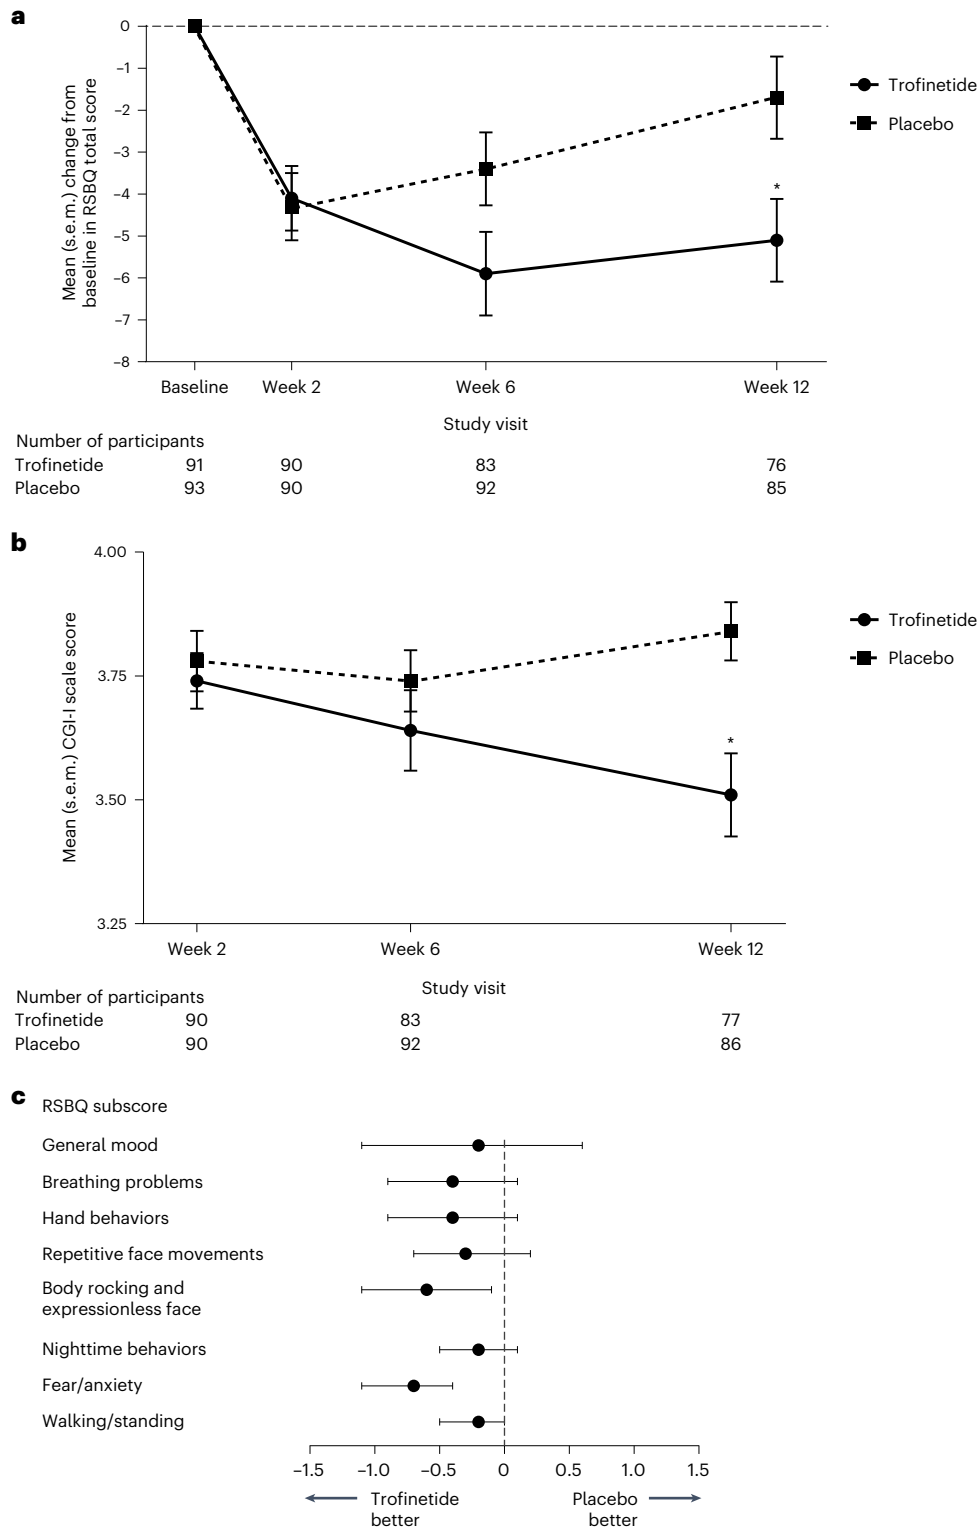 a
0
–1
–2
–3
–4
–5
–6
–7
–8
Mean (s.e.m.) change from
baseline in RSBQ total score
Trofinetide
Placebo
*
Baseline Week 2 Week 6 Week 12
Study visit
Number of participants
Trofinetide 91 90 83 76
Placebo 93 90 92 85
b
4.00
3.75
3.50
3.25
Mean (s.e.m.) CGI-I scale score
Trofinetide
Placebo
*
Week 2 Week 6 Week 12
Study visit
Number of participants
Trofinetide 90 83 77
Placebo 90 92 86
c
RSBQ subscore
General mood
Breathing problems
Hand behaviors
Repetitive face movements
Body rocking and
expressionless face
Nighttime behaviors
Fear/anxiety
Walking/standing
–1.5 –1.0 –0.5 0 0.5 1.0 1.5
Trofinetide
better
Placebo
better